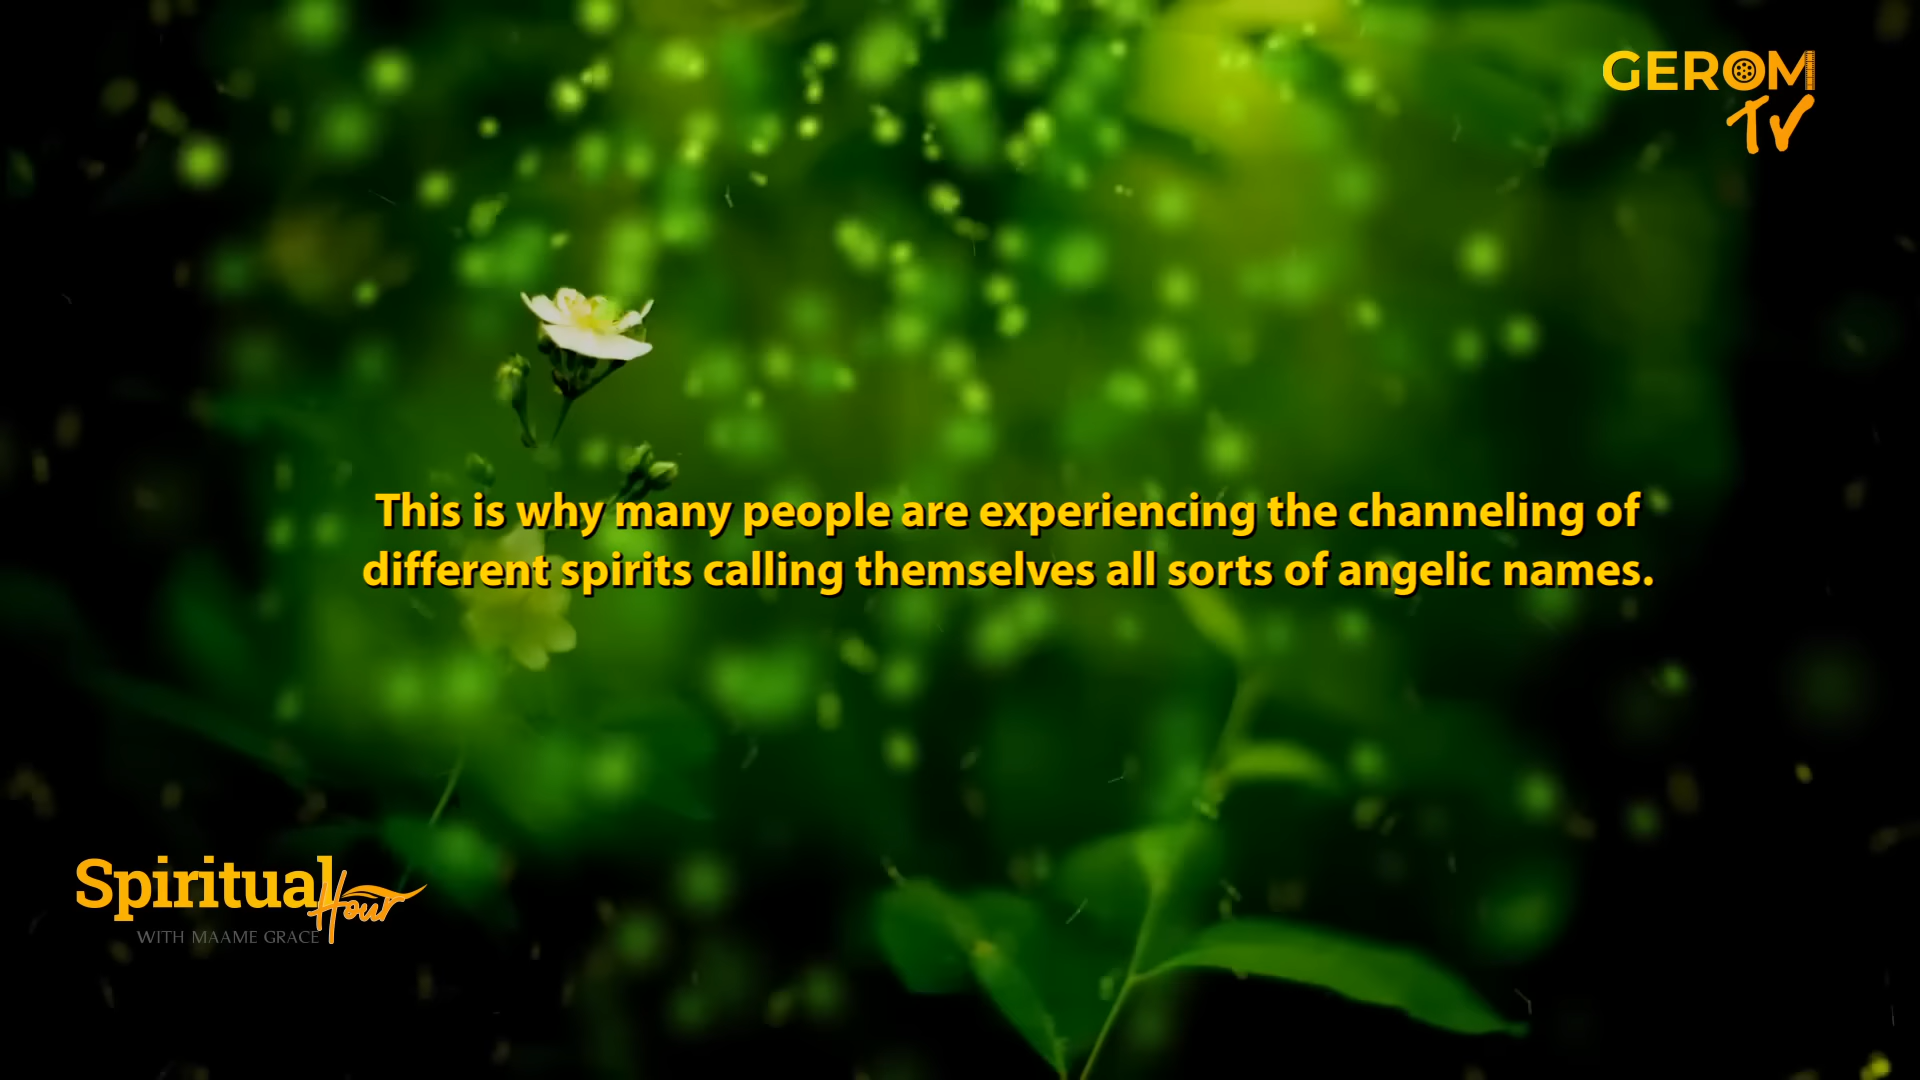 GEROM
TV
This is why many people are experiencing the channeling of
different spirits calling themselves all sorts of angelic names.
Spiritual
Hour
WITH MAAME GRACE